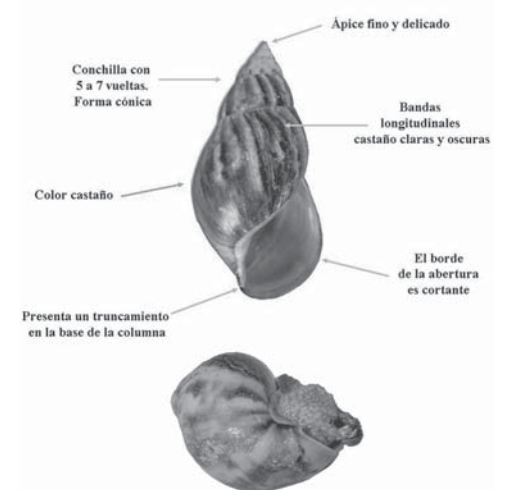 Ápice fino y delicado
Conchilla con
5 a 7 vueltas.
Forma cónica
Bandas
longitudinales
castaño claras y oscuras
Color castaño
El borde
de la abertura
es cortante
Presenta un truncamiento
en la base de la columna